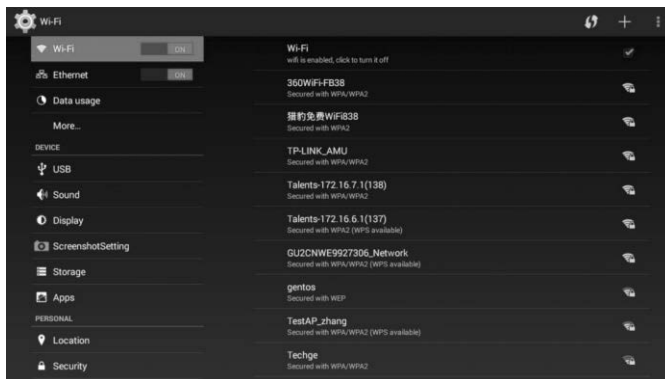 Wi-Fi
Wi-Fi ON
Ethernet ON
Data usage
More...
DEVICE
USB
Sound
Display
ScreenshotSetting
Storage
Apps
PERSONAL
Location
Security
Wi-Fi
wifi is enabled, click to turn it off
360WiFi-FB38
Secured with WPA/WPA2
猎豹免费WiFi838
Secured with WPA2
TP-LINK_AMU
Secured with WPA/WPA2
Talents-172.16.7.1(138)
Secured with WPA/WPA2
Talents-172.16.6.1(137)
Secured with WPA2 (WPS available)
GU2CNWE9927306_Network
Secured with WPA/WPA2 (WPS available)
gentos
Secured with WEP
TestAP_zhang
Secured with WPA/WPA2 (WPS available)
Techge
Secured with WPA/WPA2